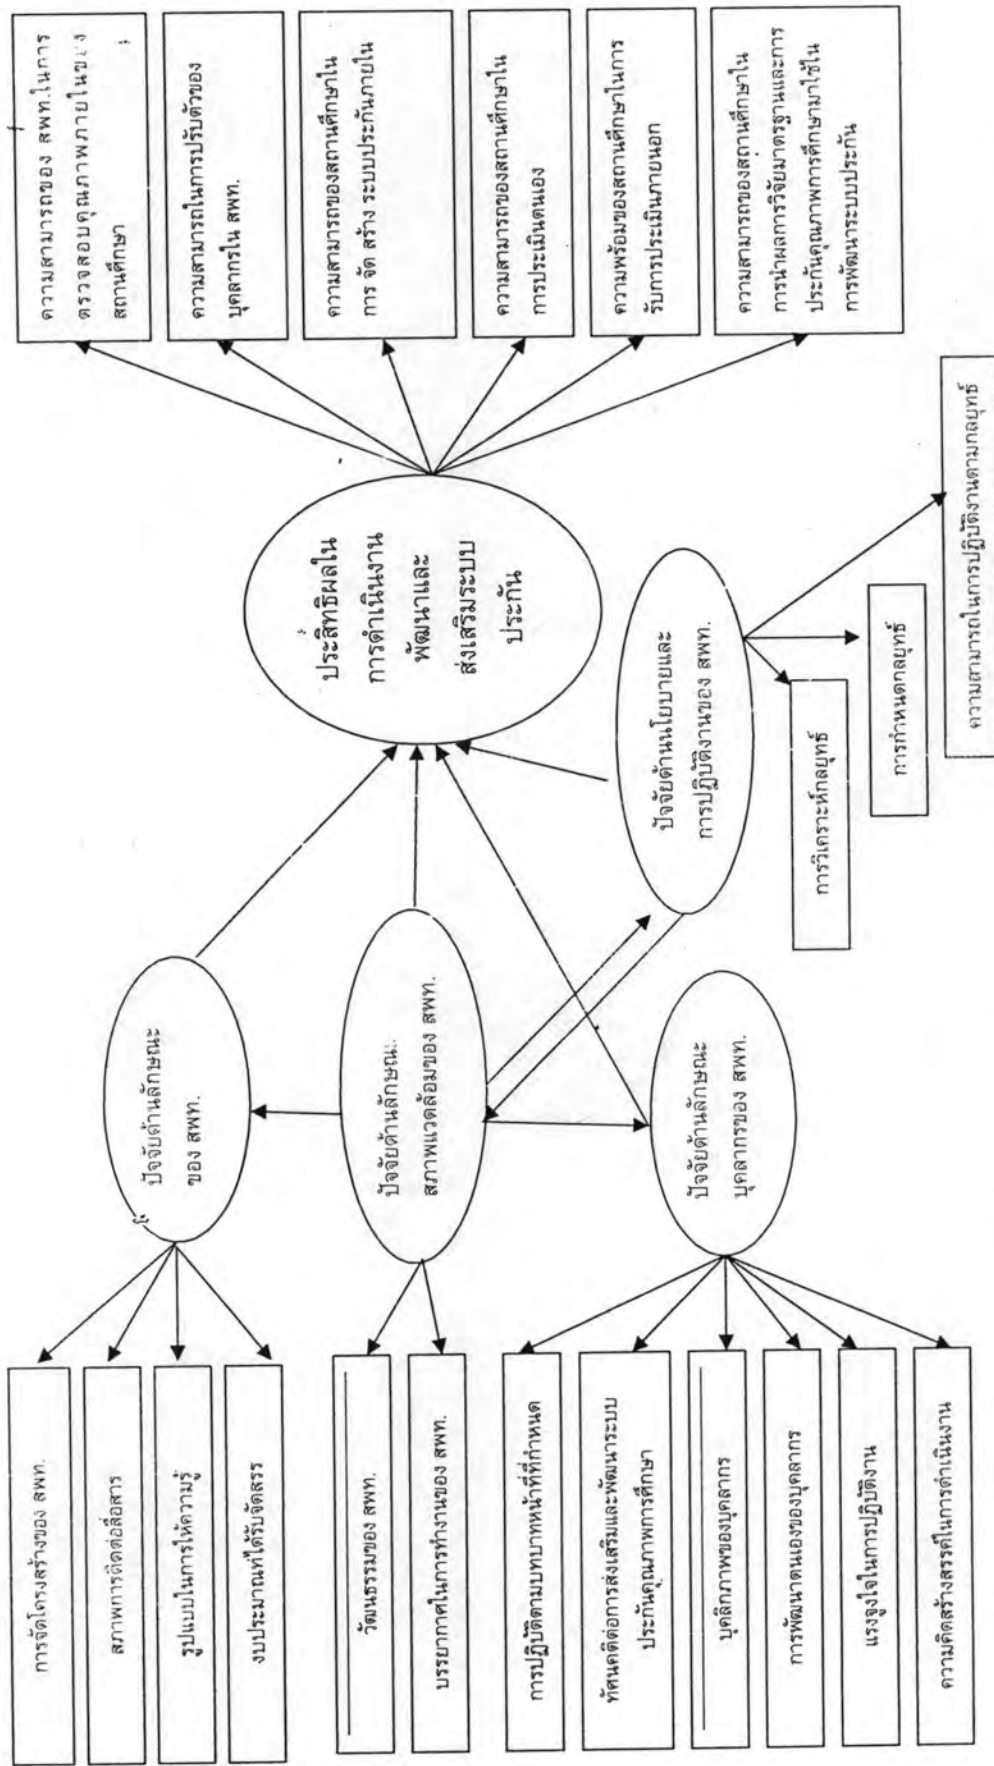 การจัดโครงสร้างของ สพท.
สภาพการติดต่อสื่อสาร
รูปแบบในการให้ความรู้
งบประมาณที่ได้รับจัดสรร
วัฒนธรรมของ สพท.
บรรยากาศในการทำงานของ สพท.
การปฏิบัติตามบทบาทหน้าที่ที่กำหนด
ทัศนคติต่อการส่งเสริมและพัฒนาระบบ
ประกันคุณภาพการศึกษา
บุคลิกภาพของบุคลากร
การพัฒนาตนเองของบุคลากร
แรงจูงใจในการปฏิบัติงาน
ความคิดสร้างสรรค์ในการดำเนินงาน
ปัจจัยด้านลักษณะ
ของ สพท.
ปัจจัยด้านลักษณะ
สภาพแวดล้อมของ สพท.
ปัจจัยด้านลักษณะ
บุคลากรของ สพท.
ปัจจัยด้านนโยบายและ
การปฏิบัติงานของ สพท.
การวิเคราะห์กลยุทธ์
การกำหนดกลยุทธ์
ความสามารถในการปฏิบัติงานตามกลยุทธ์
ประสิทธิผลใน
การดำเนินงาน
พัฒนาและ
ส่งเสริมระบบ
ประกัน
ความสามารถของ สพท.ในการ
ตรวจสอบคุณภาพภายในของ
สถานศึกษา
ความสามารถในการปรับตัวของ
บุคลากรใน สพท.
ความสามารถของสถานศึกษาใน
การ จัด สร้าง ระบบประกันภายใน
ความสามารถของสถานศึกษาใน
การประเมินตนเอง
ความพร้อมของสถานศึกษาในการ
รับการประเมินภายนอก
ความสามารถของสถานศึกษาใน
การนำผลการวิจัยมาตรฐานและการ
ประกันคุณภาพการศึกษามาใช้ใน
การพัฒนาระบบประกัน